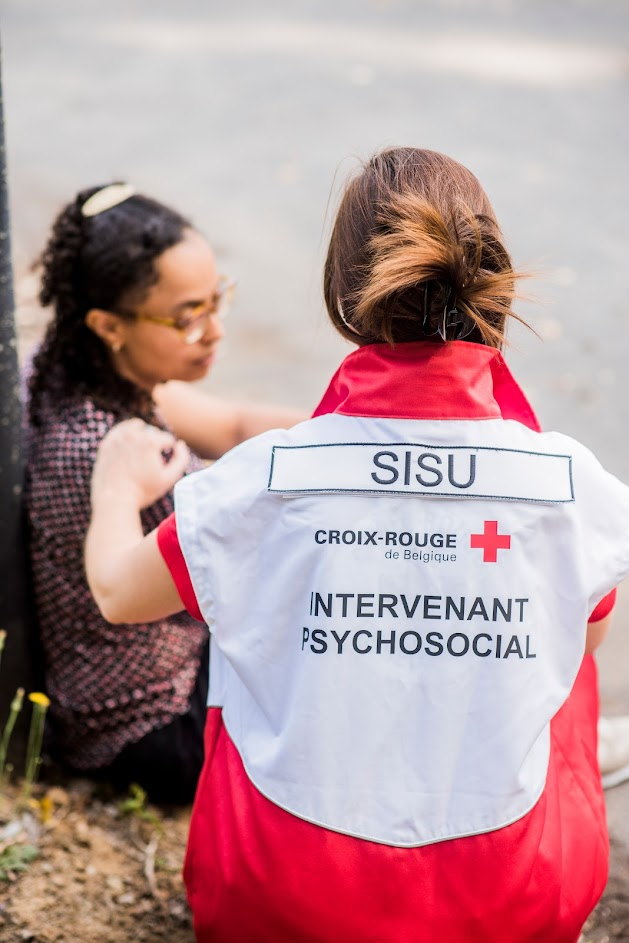 SISU
CROIX-ROUGE
de Belgique
INTERVENANT
PSYCHOSOCIAL